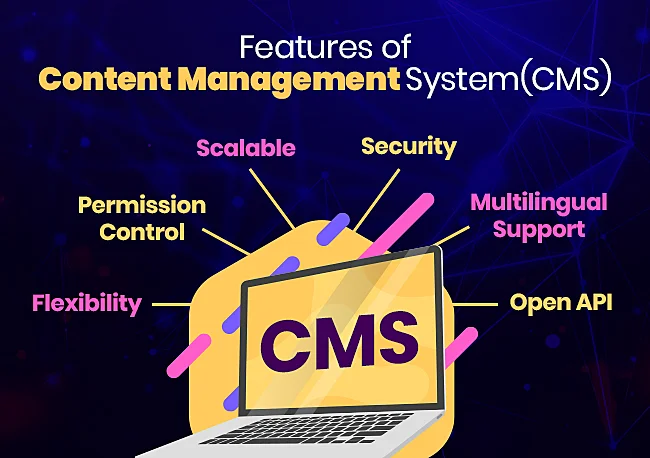 Features of
Content Management System(CMS)
Scalable
Security
Permission
Control
Multilingual
Support
Flexibility
Open API
CMS